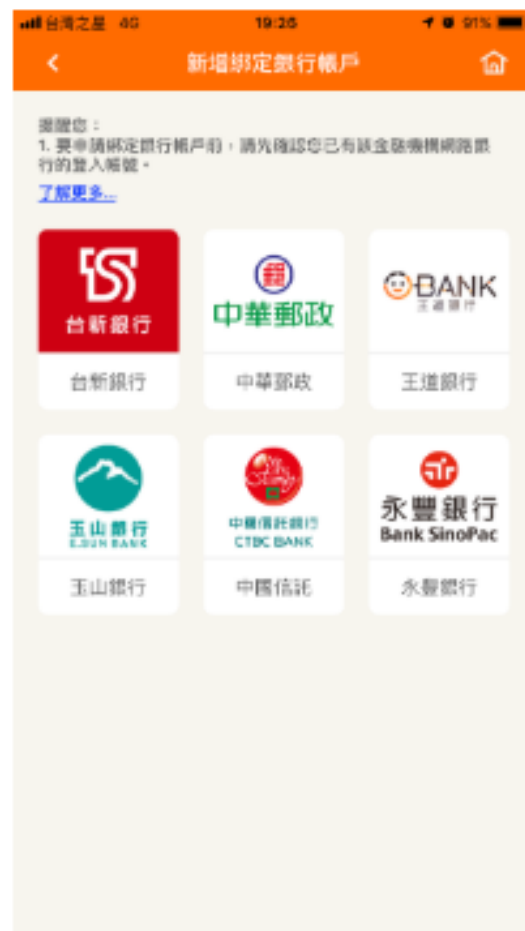 台灣之星 4G 19:26 91%
新增綁定銀行帳戶
提醒您：
1. 要申請綁定銀行帳戶前，請先確認您已有該金融機構網路銀
行的登入帳號。
了解更多...
台新銀行
中華郵政
BANK
王道銀行
台新銀行
中華郵政
王道銀行
玉山銀行
E.SUN BANK
中國信託銀行
CTBC BANK
永豐銀行
Bank SinoPac
玉山銀行
中國信託
永豐銀行